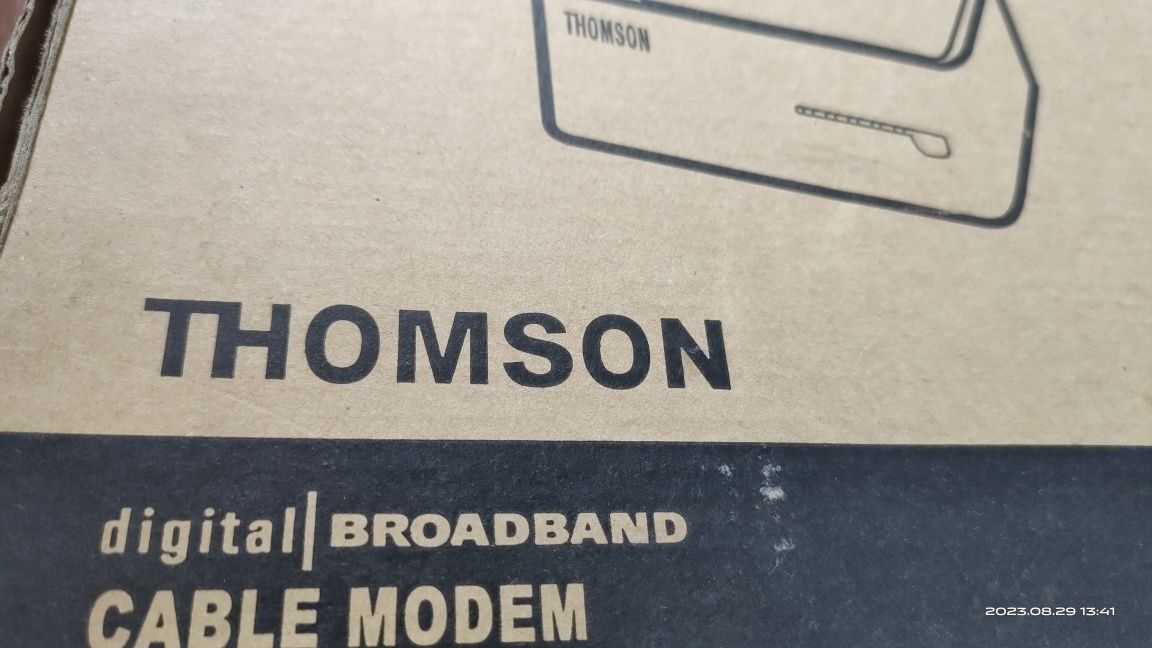 THOMSON
THOMSON
digital|BROADBAND
CABLE MODEM
2023.08.29 13:41